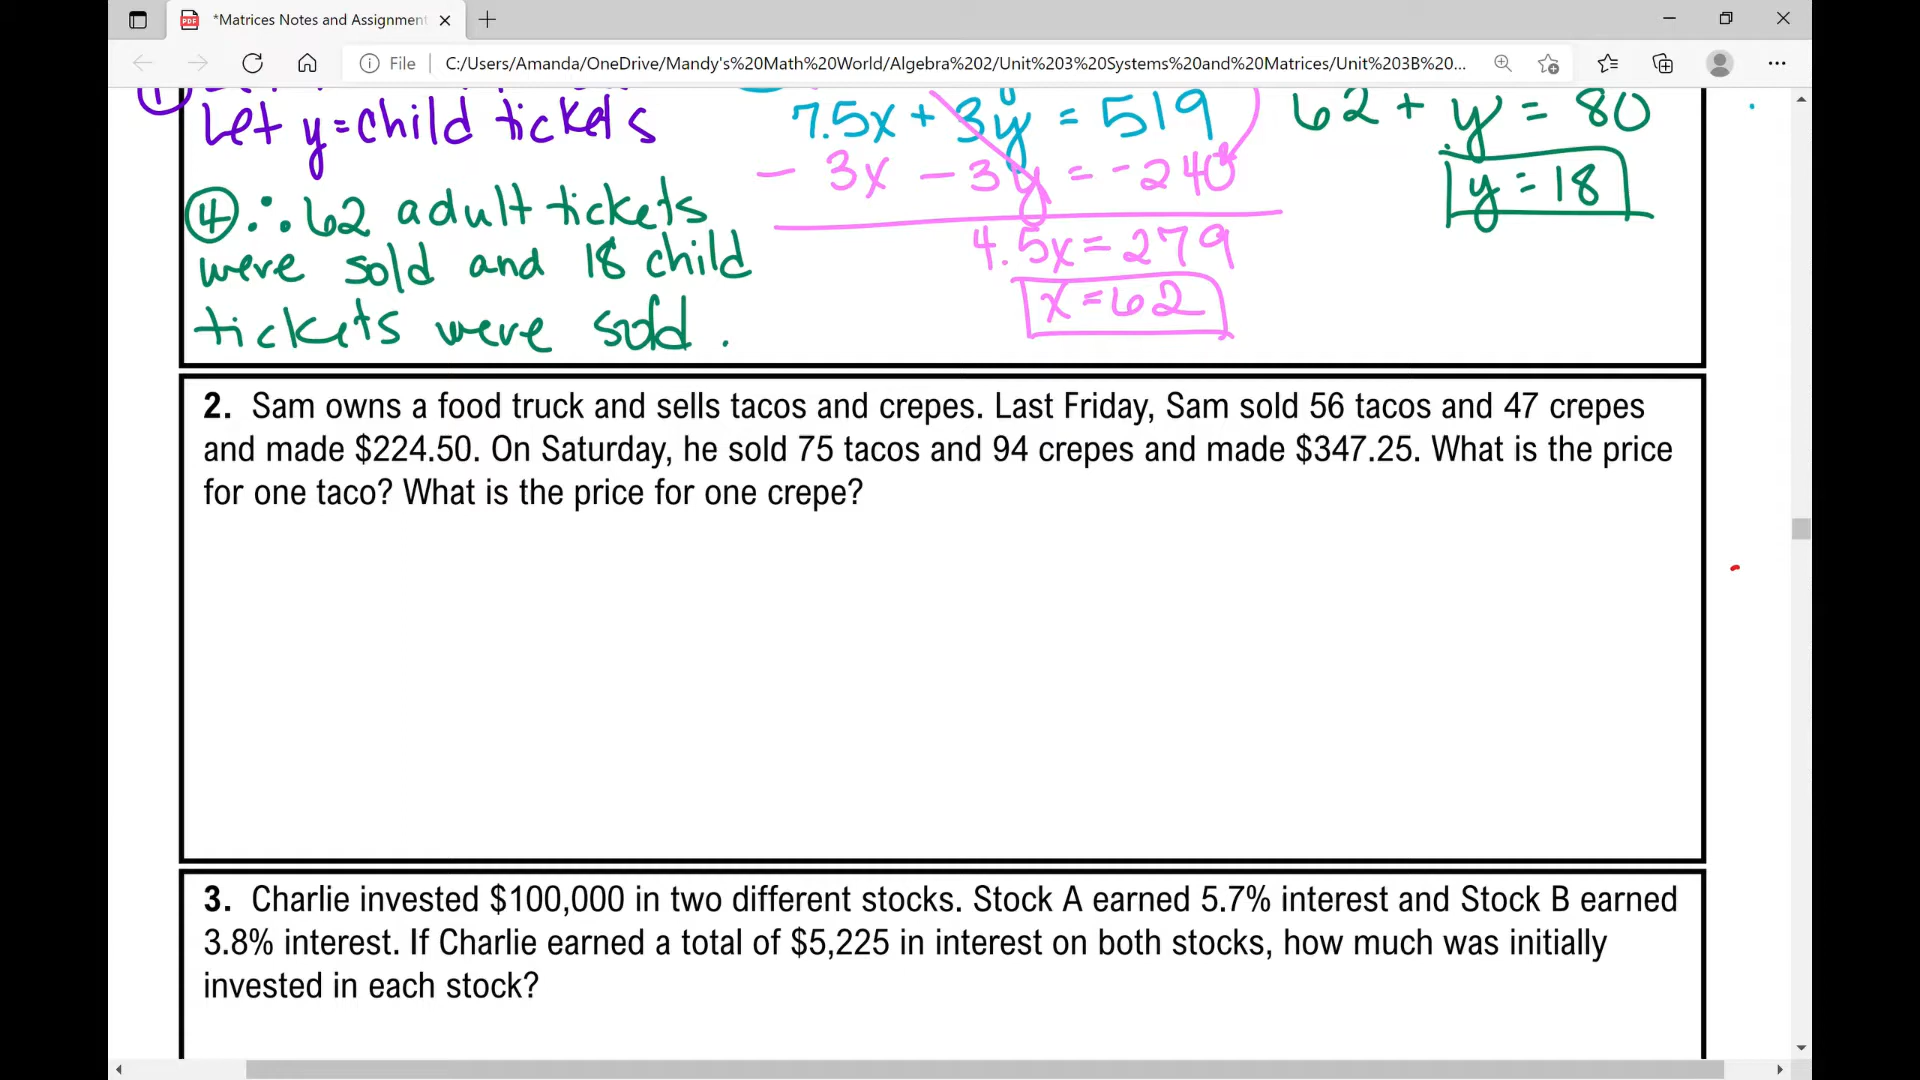 *Matrices Notes and Assignment
File
C:/Users/Amanda/OneDrive/Mandy's%20Math%20World/Algebra%202/Unit%203%20Systems%20and%20Matrices/Unit%203B%20...
Let y=child tickets
7.5x + 3y = 519
62 + y = 80
- 3x - 3y = -240
y = 18
④ ∴ 62 adult tickets
were sold and 18 child
tickets were sold.
4.5x = 279
x = 62
2. Sam owns a food truck and sells tacos and crepes. Last Friday, Sam sold 56 tacos and 47 crepes
and made $224.50. On Saturday, he sold 75 tacos and 94 crepes and made $347.25. What is the price
for one taco? What is the price for one crepe?
3. Charlie invested $100,000 in two different stocks. Stock A earned 5.7% interest and Stock B earned
3.8% interest. If Charlie earned a total of $5,225 in interest on both stocks, how much was initially
invested in each stock?